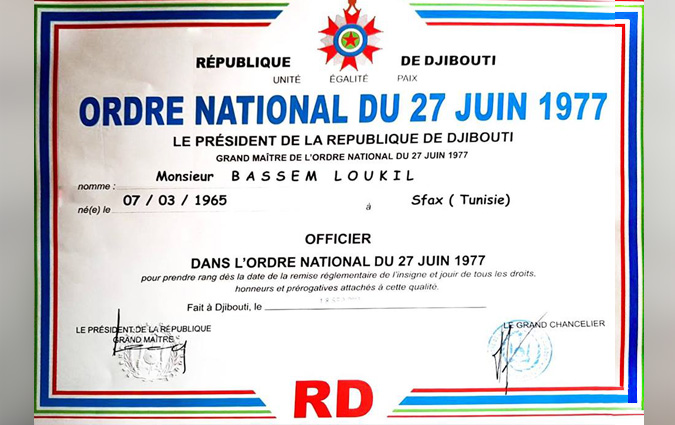 RÉPUBLIQUE DE DJIBOUTI
UNITÉ ÉGALITÉ PAIX
ORDRE NATIONAL DU 27 JUIN 1977
LE PRÉSIDENT DE LA REPUBLIQUE DE DJIBOUTI
GRAND MAÎTRE DE L'ORDRE NATIONAL DU 27 JUIN 1977
nomme : Monsieur BASSEM LOUKIL
né(e) le 07 / 03 / 1965 à Sfax ( Tunisie)
OFFICIER
DANS L'ORDRE NATIONAL DU 27 JUIN 1977
pour prendre rang dès la date de la remise réglementaire de l'insigne et jouir de tous les droits,
honneurs et prérogatives attachés à cette qualité.
Fait à Djibouti, le
LE PRÉSIDENT DE LA RÉPUBLIQUE LE GRAND CHANCELIER
GRAND MAÎTRE
RD